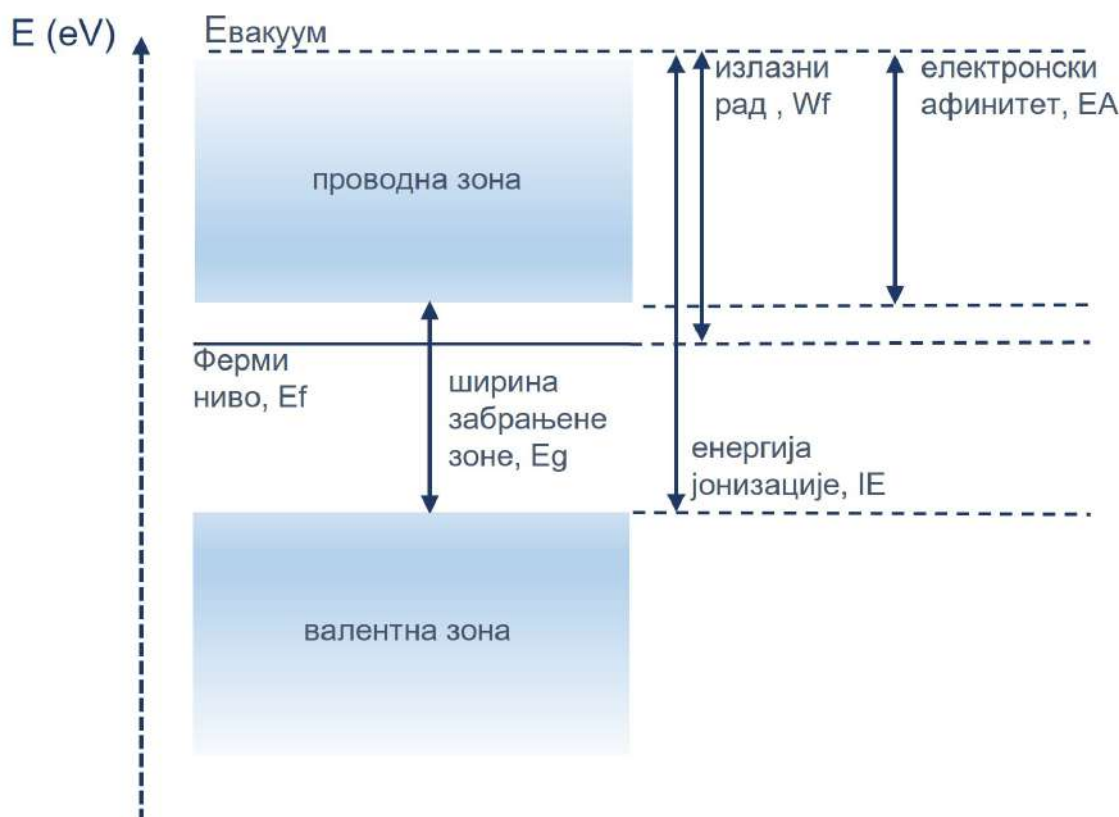 E (eV)
Евакуум
излазни
рад , Wf
електронски
афинитет, EA
проводна зона
Ферми
ниво, Ef
ширина
забрањене
зоне, Eg
енергија
јонизације, IE
валентна зона